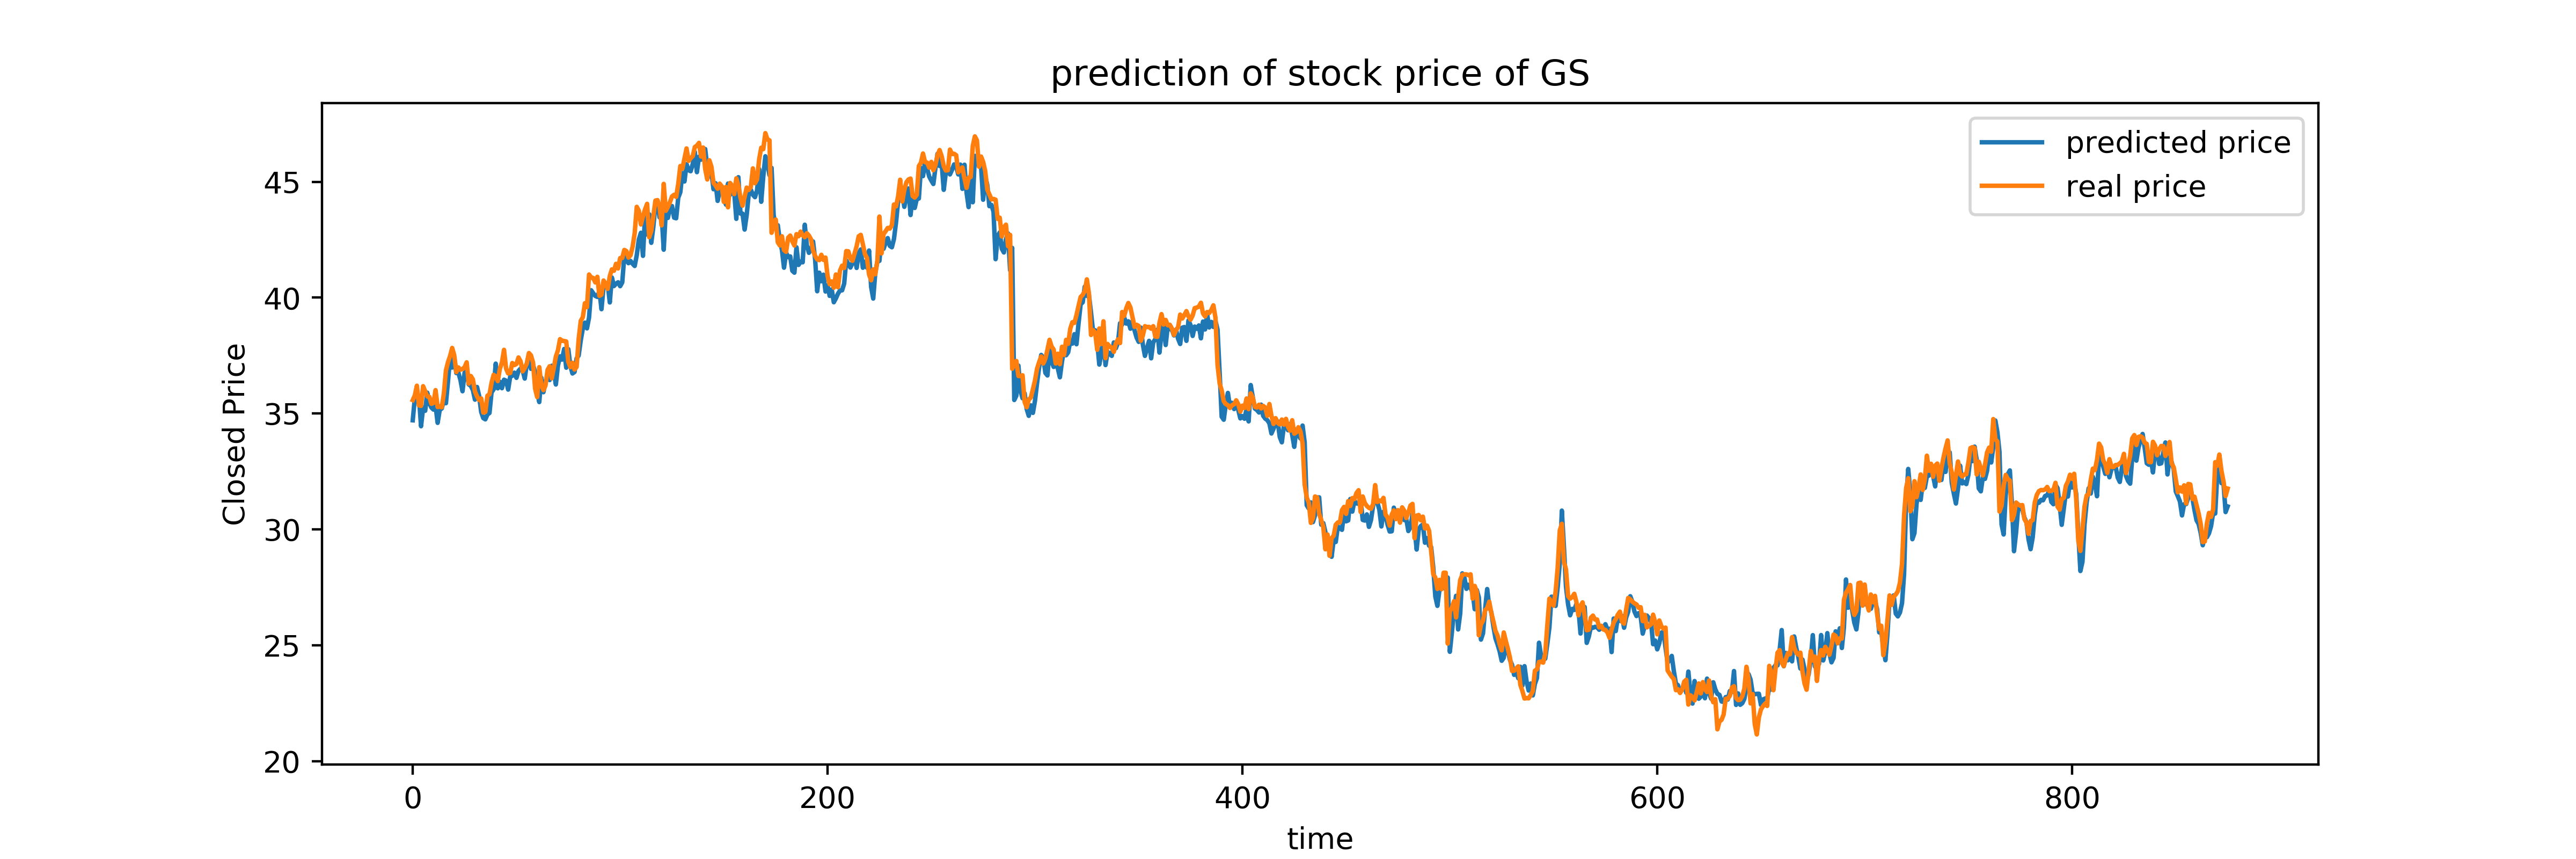 prediction of stock price of GS
predicted price
real price
Closed Price
45
40
35
30
25
20
0 200 400 600 800
time